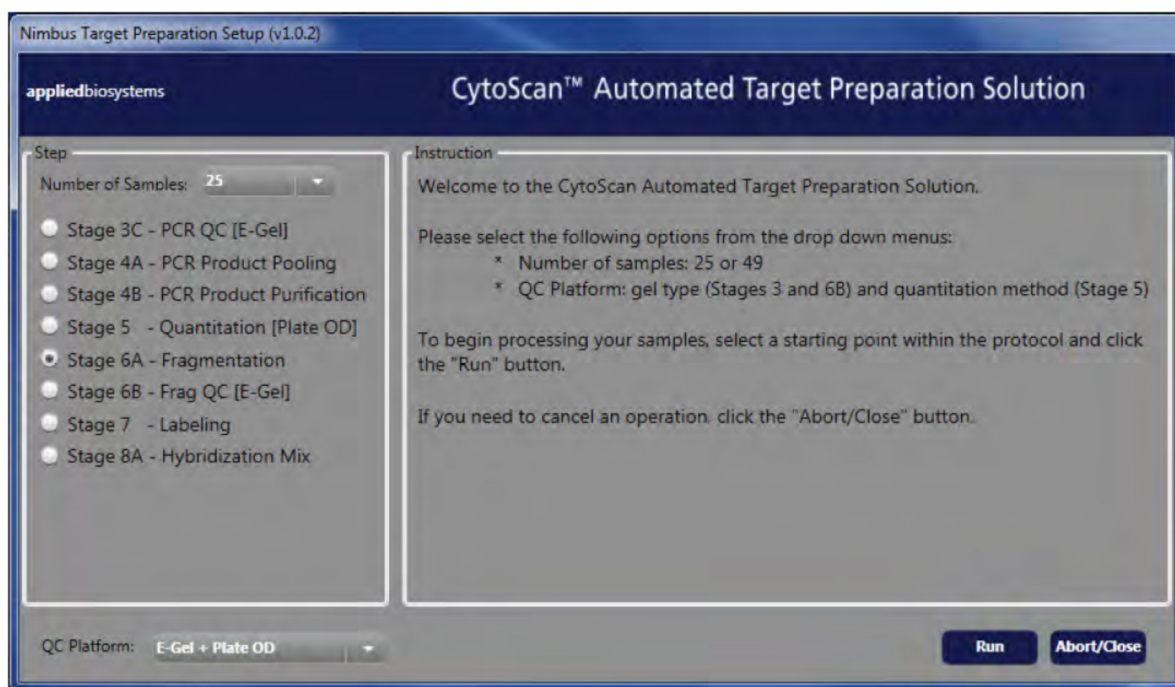 Nimbus Target Preparation Setup (v1.0.2)
appliedbiosystems
CytoScan™ Automated Target Preparation Solution
Step
Number of Samples: 25
Stage 3C - PCR QC [E-Gel]
Stage 4A - PCR Product Pooling
Stage 4B - PCR Product Purification
Stage 5 - Quantitation [Plate OD]
Stage 6A - Fragmentation
Stage 6B - Frag QC [E-Gel]
Stage 7 - Labeling
Stage 8A - Hybridization Mix
Instruction
Welcome to the CytoScan Automated Target Preparation Solution.
Please select the following options from the drop down menus:
* Number of samples: 25 or 49
* QC Platform: gel type (Stages 3 and 6B) and quantitation method (Stage 5)
To begin processing your samples, select a starting point within the protocol and click
the "Run" button.
If you need to cancel an operation, click the "Abort/Close" button.
QC Platform: E-Gel + Plate OD
Run
Abort/Close